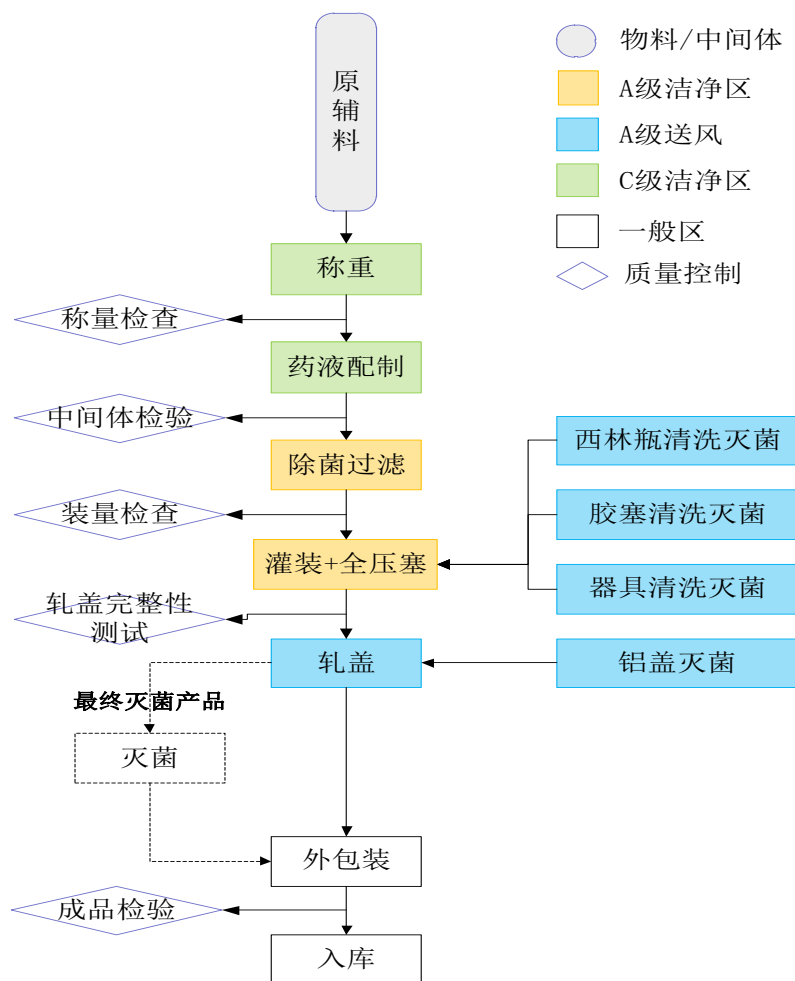 原
辅
料
物料/中间体
A级洁净区
A级送风
C级洁净区
一般区
质量控制
称重
称量检查
药液配制
中间体检验
除菌过滤
西林瓶清洗灭菌
装量检查
胶塞清洗灭菌
灌装+全压塞
器具清洗灭菌
轧盖完整性
测试
轧盖
铝盖灭菌
最终灭菌产品
灭菌
外包装
成品检验
入库